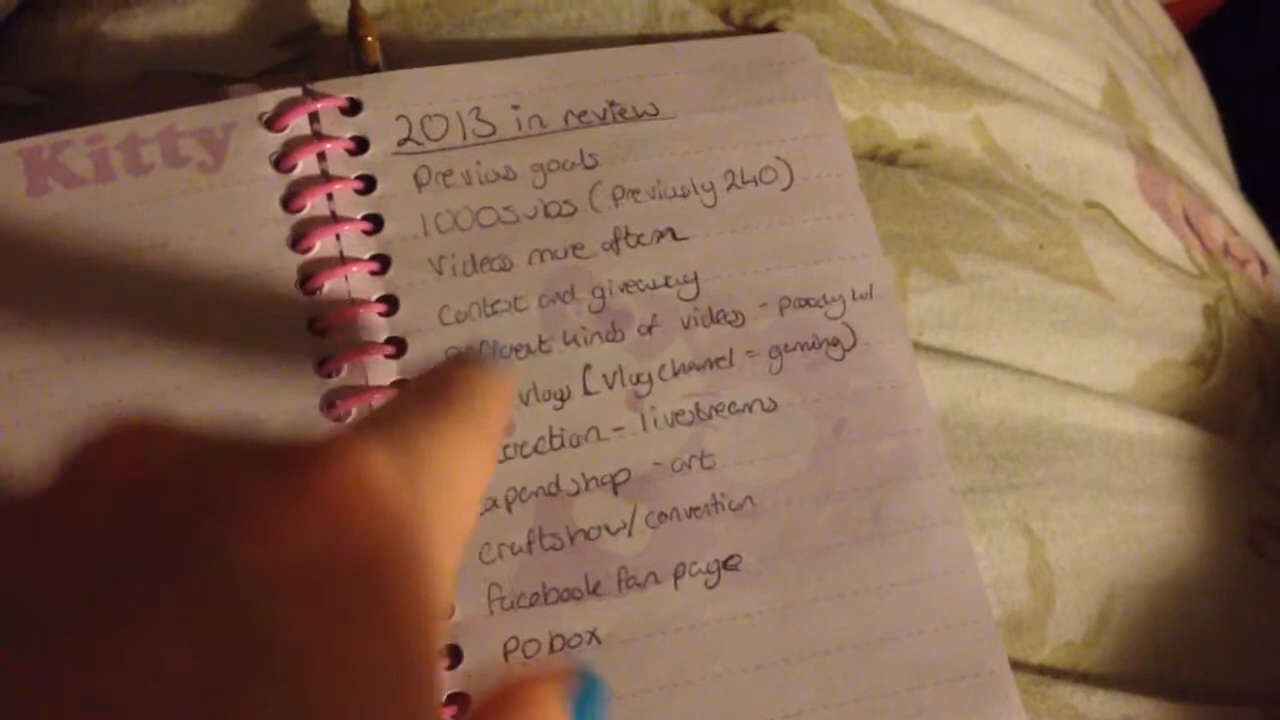 Kitty
2013 in review
Previous goals
1000subs (previously 240)
Videos more often
contest and giveaway
kinds of videos -
vlogs (vlog channel = gaming)
- livestreams
shop - art
craftshow/convention
facebook fan page
PO box